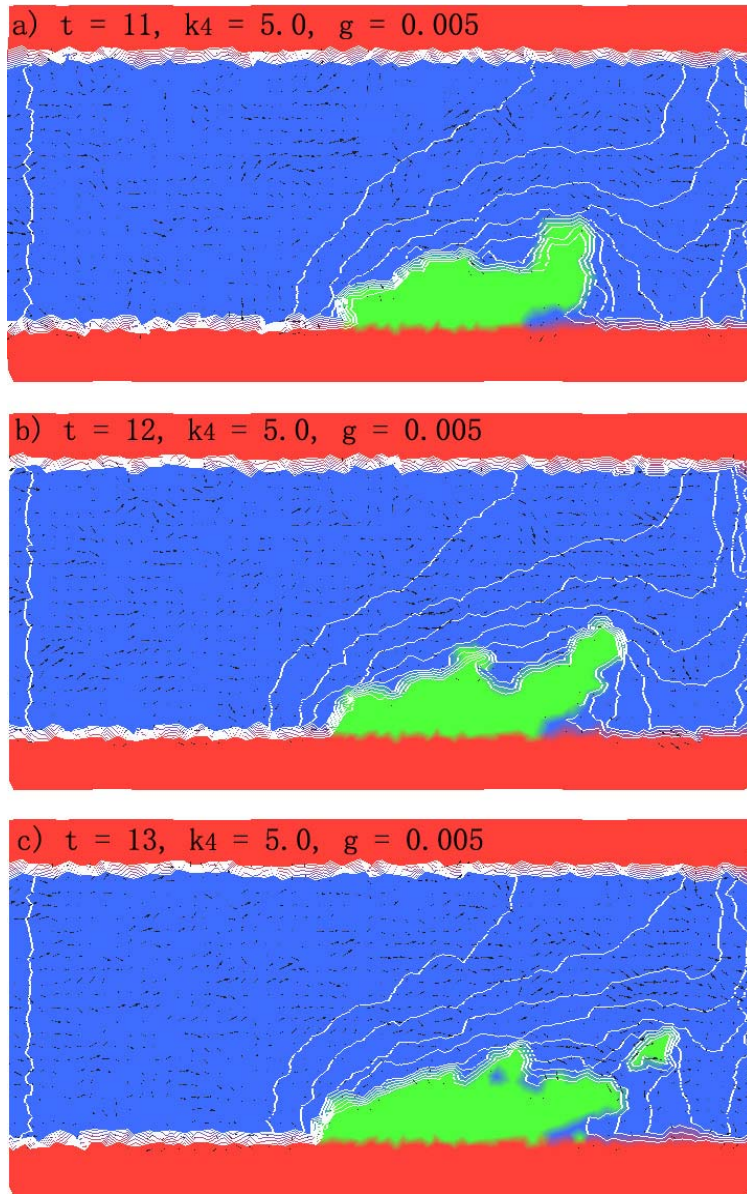 a) t = 11, k4 = 5.0, g = 0.005
b) t = 12, k4 = 5.0, g = 0.005
c) t = 13, k4 = 5.0, g = 0.005